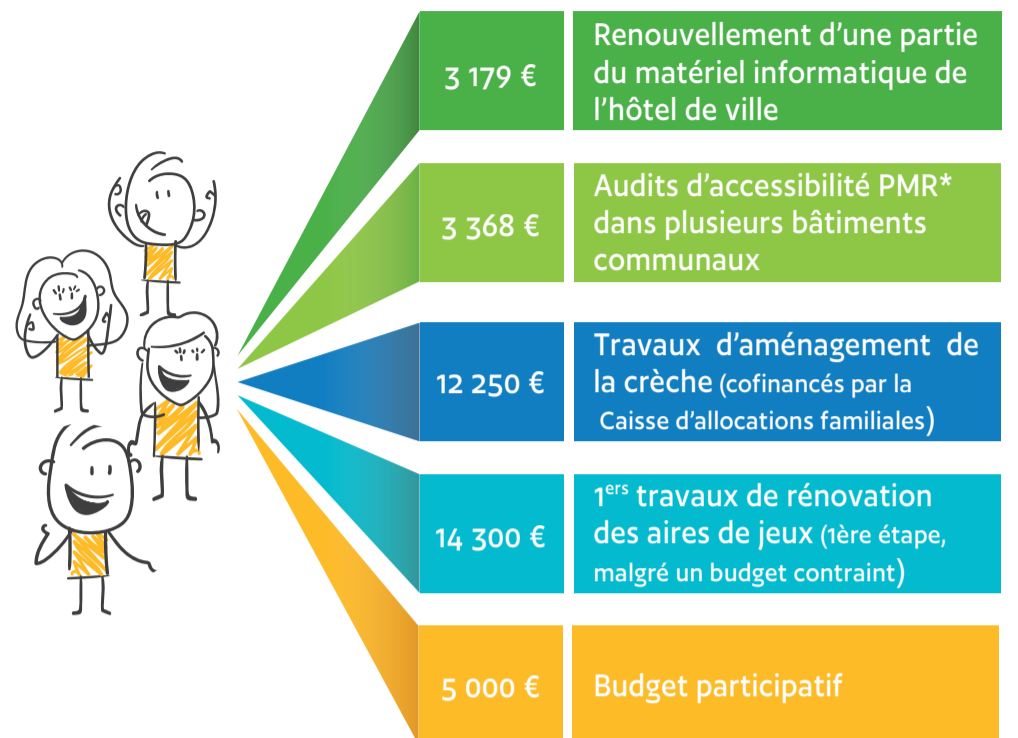 3 179 €
Renouvellement d'une partie
du matériel informatique de
l'hôtel de ville
3 368 €
Audits d'accessibilité PMR*
dans plusieurs bâtiments
communaux
12 250 €
Travaux d'aménagement de
la crèche (cofinancés par la
Caisse d'allocations familiales)
14 300 €
1ers travaux de rénovation
des aires de jeux (1ère étape,
malgré un budget contraint)
5 000 €
Budget participatif